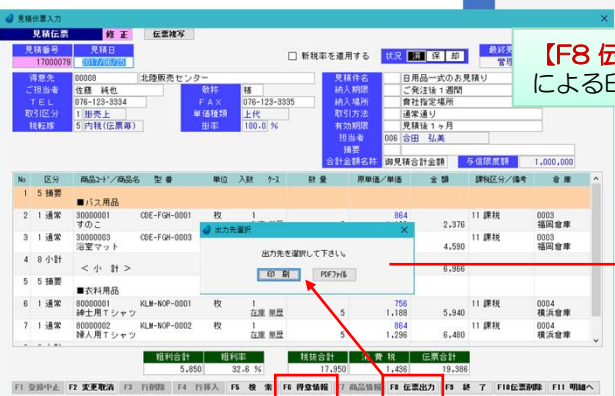 見積伝票入力
見積伝票 修 正 伝票複写
見積番号 見積日
17000079 2017/06/25
新税率を適用する 状況 済 保 却
最終更
管理
【F8 伝
による印
得意先 00008 北陸販売センター
ご担当者 佐藤 純也 敬称 様
TEL 076-123-3334 FAX 076-123-3335
取引区分 1 掛売上 単価種類 上代
税転嫁 5 内税(伝票毎) 掛率 100.0 %
見積件名 日用品一式のお見積り
納入期限 ご発注後1週間
納入場所 貴社指定場所
取引方法 通常通り
有効期限 見積後1ヶ月
担当者 006 合田 弘美
摘要
合計金額名称 御見積合計金額 与信限度額 1,000,000
No 区分 商品コード/商品名 型番 単位 入数 ケース 数量 原単価/単価 金額 課税区分/備考 倉庫
1 5 摘要
■バス用品
2 1 通常 30000001 CDE-FGH-0001 枚 1 864 11 課税 0003
すのこ 2,376 福岡倉庫
3 1 通常 30000003 CDE-FGH-0003 11 課税 0003
浴室マット 4,590 福岡倉庫
4 8 小計
< 小 計 > 6,966
5 5 摘要
■衣料用品
6 1 通常 80000001 KLM-NOP-0001 枚 1 756 11 課税 0004
紳士用Tシャツ 在庫 単歴 5 1,188 5,940 横浜倉庫
7 1 通常 80000002 KLM-NOP-0002 枚 1 864 11 課税 0004
婦人用Tシャツ 在庫 単歴 5 1,296 6,480 横浜倉庫
出力先選択
出力先を選択して下さい。
印 刷 PDFファイル
粗利合計 粗利率 税抜合計 消費税 伝票合計
5,850 32.6 % 17,950 1,436 19,386
F1 登録中止 F2 変更取消 F3 行削除 F4 行挿入 F5 検 索 F6 得意情報 F7 商品情報 F8 伝票出力 F9 終 了 F10伝票削除 F11 明細へ